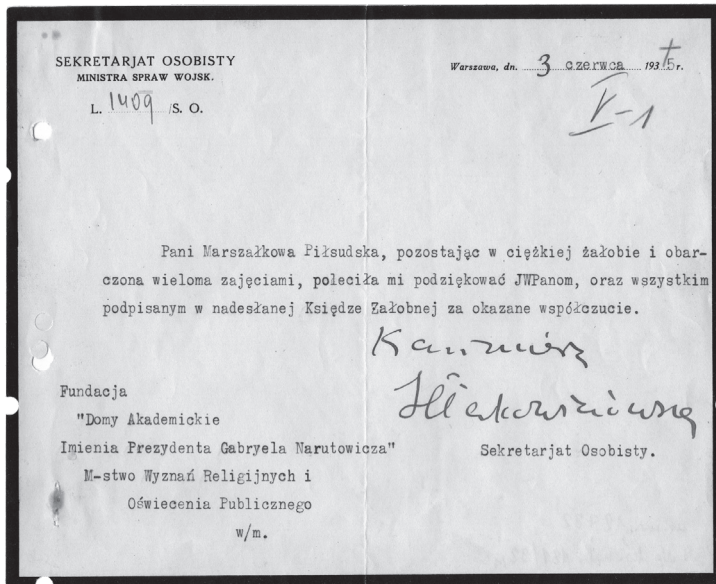 SEKRETARJAT OSOBISTY
MINISTRA SPRAW WOJSK.
L. 1409 /S. O.
Warszawa, dn. 3 czerwca 1935 r.
V-1
Pani Marszałkowa Piłsudska, pozostając w ciężkiej żałobie i obar-
czona wieloma zajęciami, poleciła mi podziękować JWPanom, oraz wszystkim
podpisanym w nadesłanej Księdze Żałobnej za okazane współczucie.
Kazimiera
Iłłakowiczówna
Sekretarjat Osobisty.
Fundacja
"Domy Akademickie
Imienia Prezydenta Gabryela Narutowicza"
M-stwo Wyznań Religijnych i
Oświecenia Publicznego
w/m.